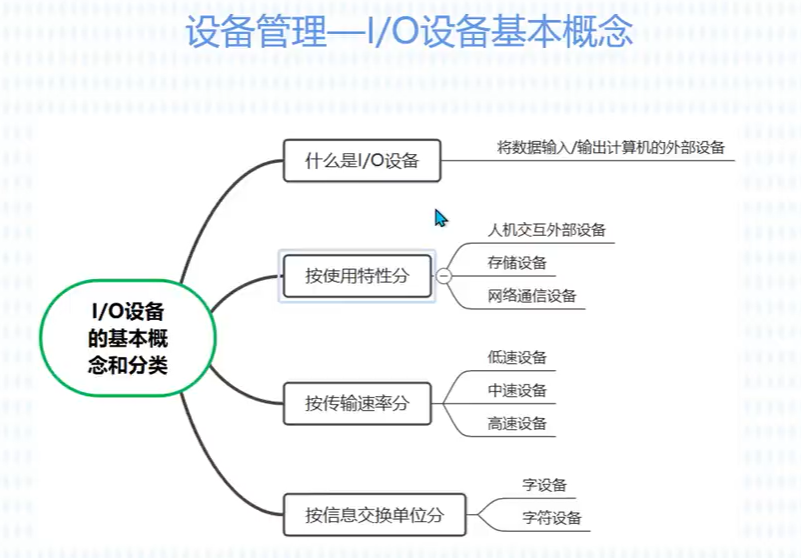 设备管理—I/O设备基本概念
什么是I/O设备
将数据输入/输出计算机的外部设备
人机交互外部设备
按使用特性分
存储设备
网络通信设备
I/O设备
的基本概
念和分类
低速设备
按传输速率分
中速设备
高速设备
字设备
按信息交换单位分
字符设备